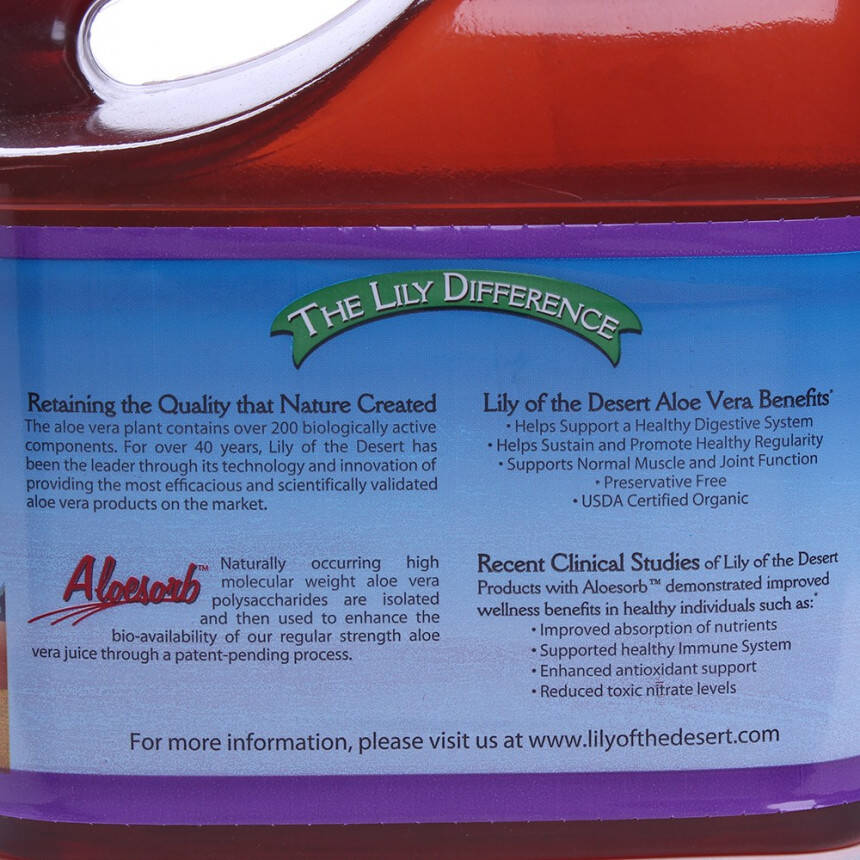 THE LILY DIFFERENCE
Retaining the Quality that Nature Created
The aloe vera plant contains over 200 biologically active
components. For over 40 years, Lily of the Desert has
been the leader through its technology and innovation of
providing the most efficacious and scientifically validated
aloe vera products on the market.
Lily of the Desert Aloe Vera Benefits*
• Helps Support a Healthy Digestive System
• Helps Sustain and Promote Healthy Regularity
• Supports Normal Muscle and Joint Function
• Preservative Free
• USDA Certified Organic
Aloesorb™
Naturally occurring high
molecular weight aloe vera
polysaccharides are isolated
and then used to enhance the
bio-availability of our regular strength aloe
vera juice through a patent-pending process.
Recent Clinical Studies of Lily of the Desert
Products with Aloesorb™ demonstrated improved
wellness benefits in healthy individuals such as:*
• Improved absorption of nutrients
• Supported healthy Immune System
• Enhanced antioxidant support
• Reduced toxic nitrate levels
For more information, please visit us at www.lilyofthedesert.com